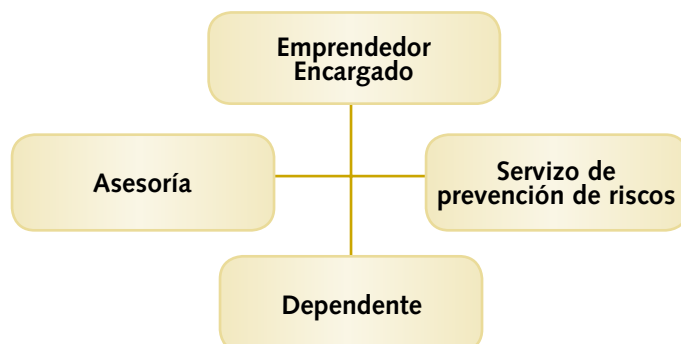 Emprendedor
Encargado
Asesoría
Servizo de
prevención de riscos
Dependente